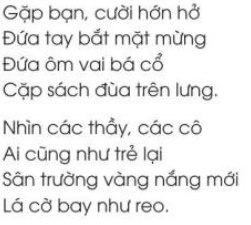 Gặp bạn, cười hớn hở
Đứa tay bắt mặt mừng
Đứa ôm vai bá cổ
Cặp sách đùa trên lưng.
Nhìn các thầy, các cô
Ai cũng như trẻ lại
Sân trường vàng nắng mới
Lá cờ bay như reo.